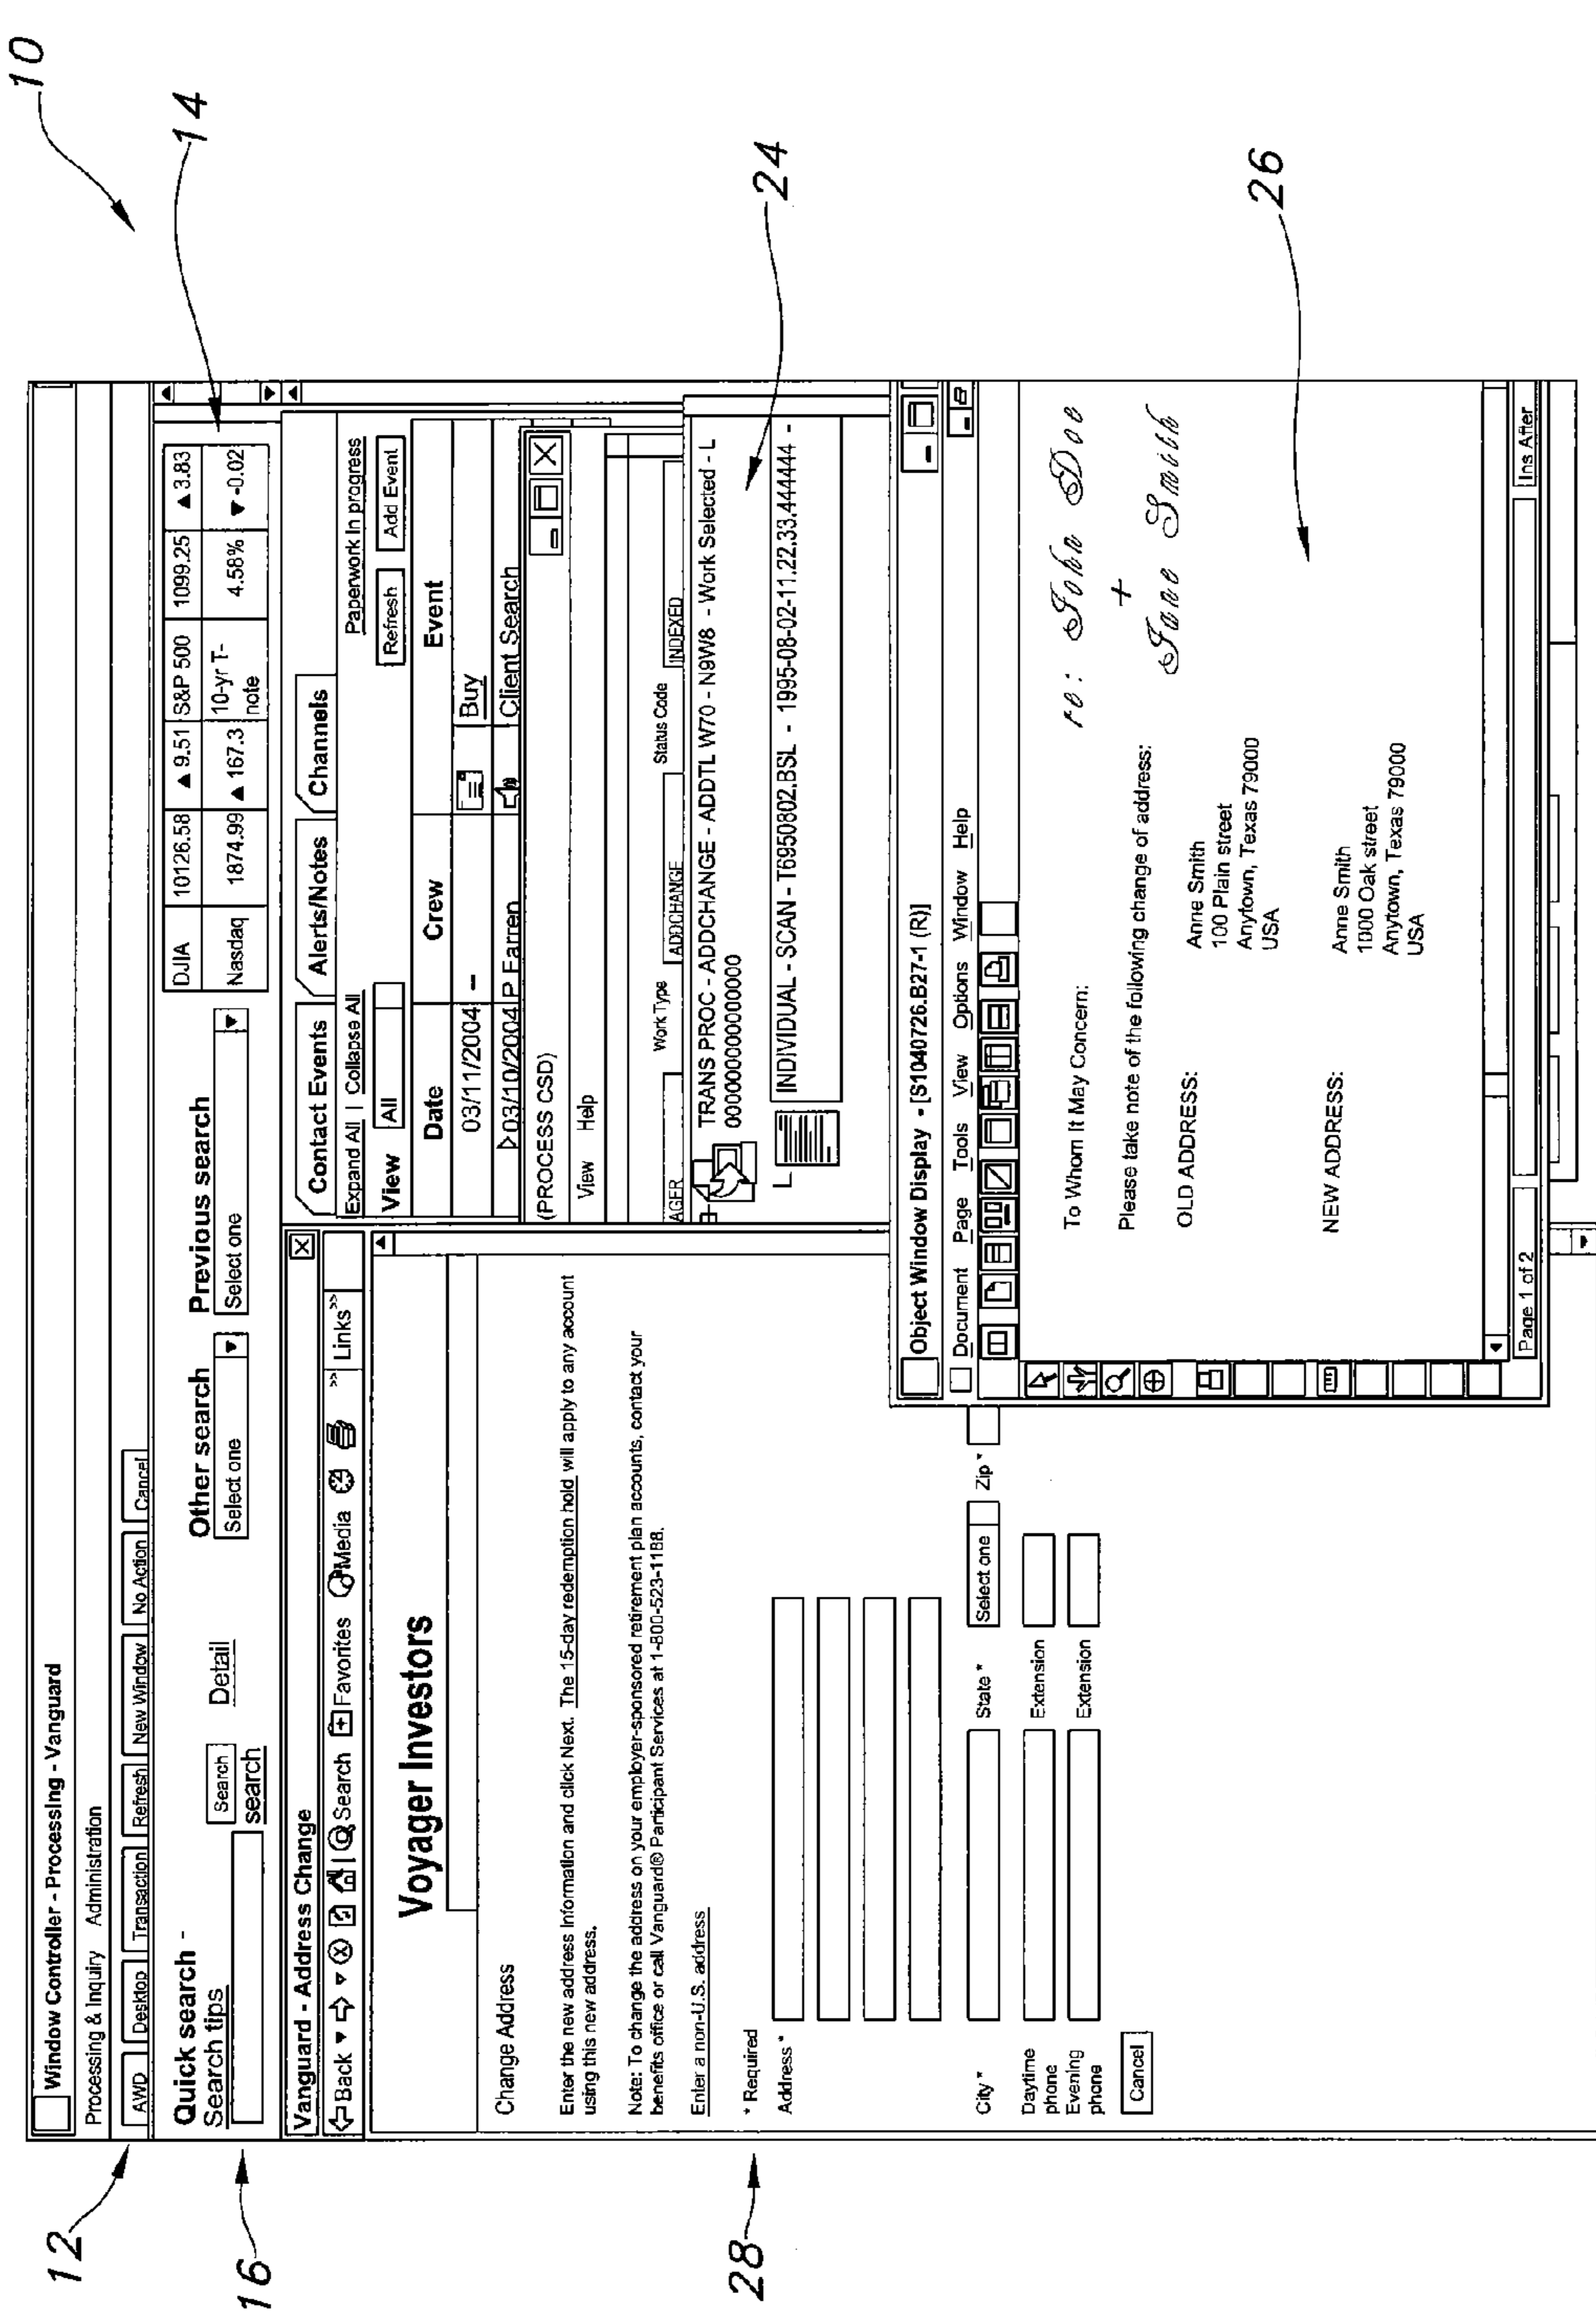 10
14
12
16
24
26
28
Window Controller - Processing - Vanguard
Processing & Inquiry Administration
AWD Desktop Transaction Refresh New Window No Action Cancel
Quick search -
Search tips
Search Detail
search
Other search Previous search
Select one Select one
DJIA 10126.58 ▲ 9.51 S&P 500 1099.25 ▲ 3.83
Nasdaq 1874.99 ▲ 167.3 10-yr T-
note 4.58% ▼ -0.02
Vanguard - Address Change
Back Search Favorites Media » Links »
Voyager Investors
Change Address
Enter the new address Information and click Next. The 15-day redemption hold will apply to any account
using this new address.
Note: To change the address on your employer-sponsored retirement plan accounts, contact your
benefits office or call Vanguard® Participant Services at 1-800-523-1188.
Enter a non-U.S. address
* Required
Address *
City * State * Select one Zip *
Daytime
phone Extension
Evening
phone Extension
Cancel
Contact Events Alerts/Notes Channels
Expand All | Collapse All Paperwork in progress
View All Refresh Add Event
Date Crew Event
03/11/2004 -- Buy
03/10/2004 P Farren Client Search
(PROCESS CSD)
View Help
AGER Work Type ADDCHANGE Status Code INDEXED
TRANS PROC - ADDCHANGE - ADDTL W70 - N9W8 - Work Selected - L
00000000000000000
INDIVIDUAL - SCAN - T6950802.BSL - 1995-08-02-11.22.33.444444 -
Object Window Display - [S1040726.B27-1 (R)]
Document Page Tools View Options Window Help
re: John Doe
+
Jane Smith
To Whom It May Concern:
Please take note of the following change of address:
OLD ADDRESS: Anne Smith
100 Plain street
Anytown, Texas 79000
USA
NEW ADDRESS: Anne Smith
1000 Oak street
Anytown, Texas 79000
USA
Page 1 of 2 Ins After